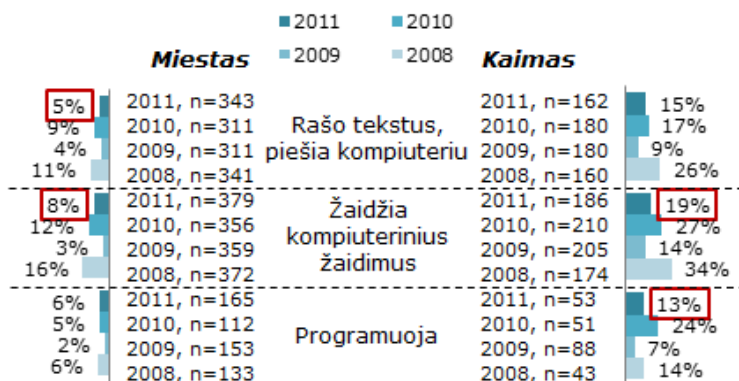 2011 2010
Miestas 2009 2008 Kaimas
5% 2011, n=343 2011, n=162 15%
9% 2010, n=311 Rašo tekstus, 2010, n=180 17%
4% 2009, n=311 piešia kompiuteriu 2009, n=180 9%
11% 2008, n=341 2008, n=160 26%
8% 2011, n=379 Žaidžia 2011, n=186 19%
12% 2010, n=356 kompiuterinius 2010, n=210 27%
3% 2009, n=359 žaidimus 2009, n=205 14%
16% 2008, n=372 2008, n=174 34%
6% 2011, n=165 2011, n=53 13%
5% 2010, n=112 Programuoja 2010, n=51 24%
2% 2009, n=153 2009, n=88 7%
6% 2008, n=133 2008, n=43 14%